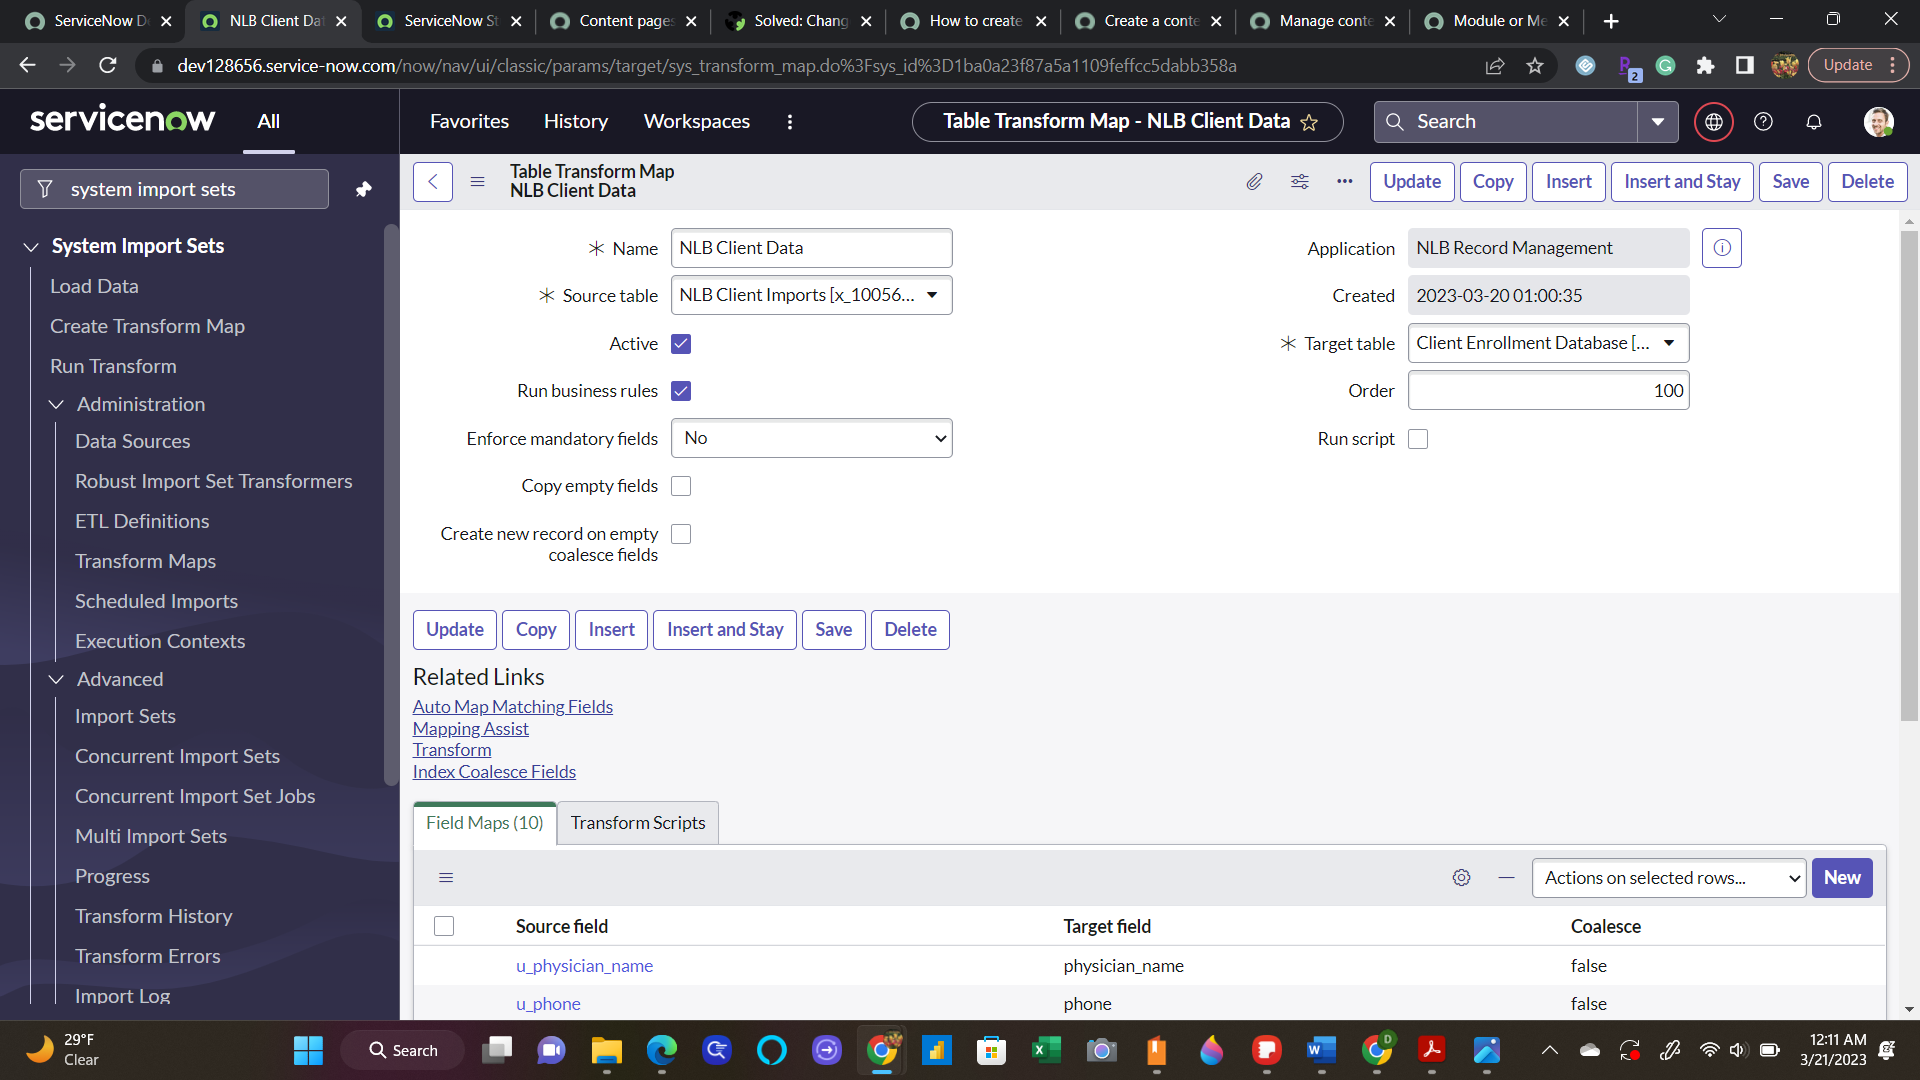 ServiceNow D
NLB Client Dat
ServiceNow St
Content pages
Solved: Chang
How to create
Create a conte
Manage conte
Module or Me
dev128656.service-now.com/now/nav/ui/classic/params/target/sys_transform_map.do%3Fsys_id%3D1ba0a23f87a5a1109feffcc5dabb358a
2
Update
servicenow
All
Favorites
History
Workspaces
Table Transform Map - NLB Client Data
Search
system import sets
Table Transform Map
NLB Client Data
Update
Copy
Insert
Insert and Stay
Save
Delete
System Import Sets
Load Data
Create Transform Map
Run Transform
Administration
Data Sources
Robust Import Set Transformers
ETL Definitions
Transform Maps
Scheduled Imports
Execution Contexts
Advanced
Import Sets
Concurrent Import Sets
Concurrent Import Set Jobs
Multi Import Sets
Progress
Transform History
Transform Errors
Import Log
Name NLB Client Data
Source table NLB Client Imports [x_10056...
Active
Run business rules
Enforce mandatory fields No
Copy empty fields
Create new record on empty
coalesce fields
Application NLB Record Management
Created 2023-03-20 01:00:35
Target table Client Enrollment Database [...
Order 100
Run script
Update
Copy
Insert
Insert and Stay
Save
Delete
Related Links
Auto Map Matching Fields
Mapping Assist
Transform
Index Coalesce Fields
Field Maps (10)
Transform Scripts
Actions on selected rows...
New
Source field Target field Coalesce
u_physician_name physician_name false
u_phone phone false
29°F
Clear
Search
D
12:11 AM
3/21/2023